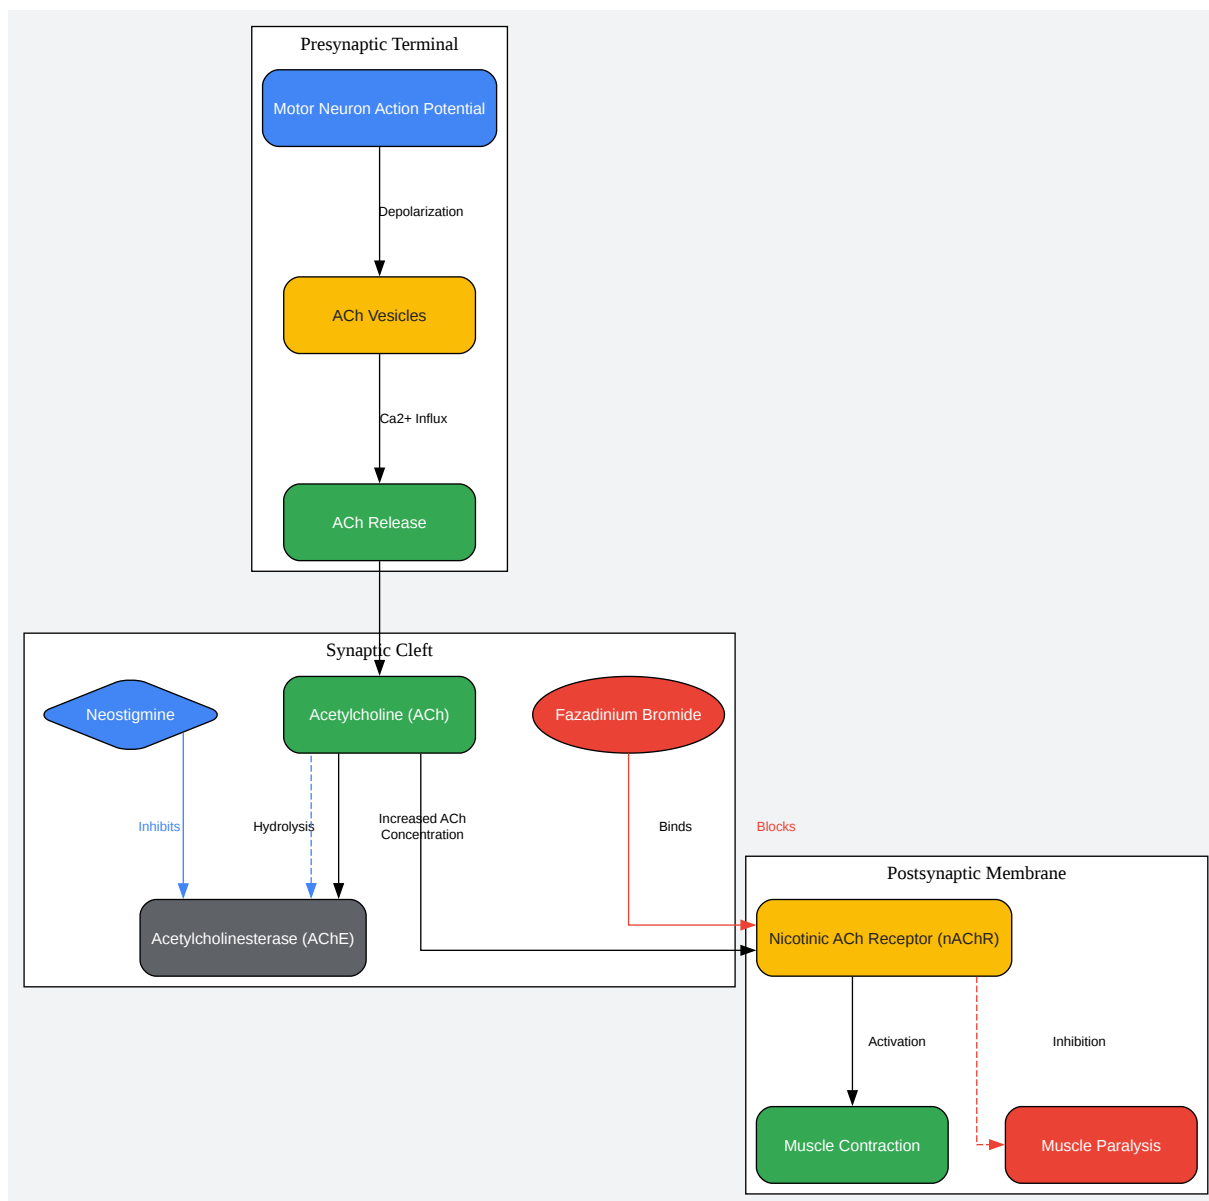 Presynaptic Terminal
Motor Neuron Action Potential
Depolarization
ACh Vesicles
Ca2+ Influx
ACh Release
Synaptic Cleft
Neostigmine
Acetylcholine (ACh)
Fazadinium Bromide
Inhibits
Hydrolysis
Increased ACh
Concentration
Binds
Blocks
Postsynaptic Membrane
Acetylcholinesterase (AChE)
Nicotinic ACh Receptor (nAChR)
Activation
Inhibition
Muscle Contraction
Muscle Paralysis